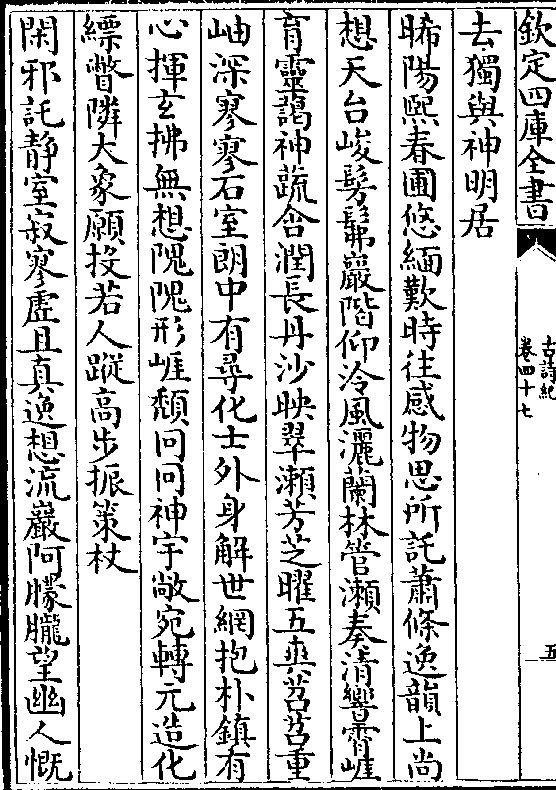 欽定四庫全書
古詩紀
卷四十七
五
去獨與神明居
晞陽熙春圃悠緬歎時往感物思所託蕭條逸韻上尚
想天台峻髣髴巖階仰泠風灑蘭林管瀬奏清響霄崖
育靈藹神蔬含潤長丹沙映翠瀬芳芝曜五爽苕苕重
岫深寥寥石室朗中有尋化士外身解世網抱朴鎮有
心揮玄拂無想隗隗形崖頹冏冏神宇敞宛轉元造化
縹瞥隣大象願投若人蹤高步振策杖
閑邪託静室寂寥虚且真逸想流巖阿朦朧望幽人慨